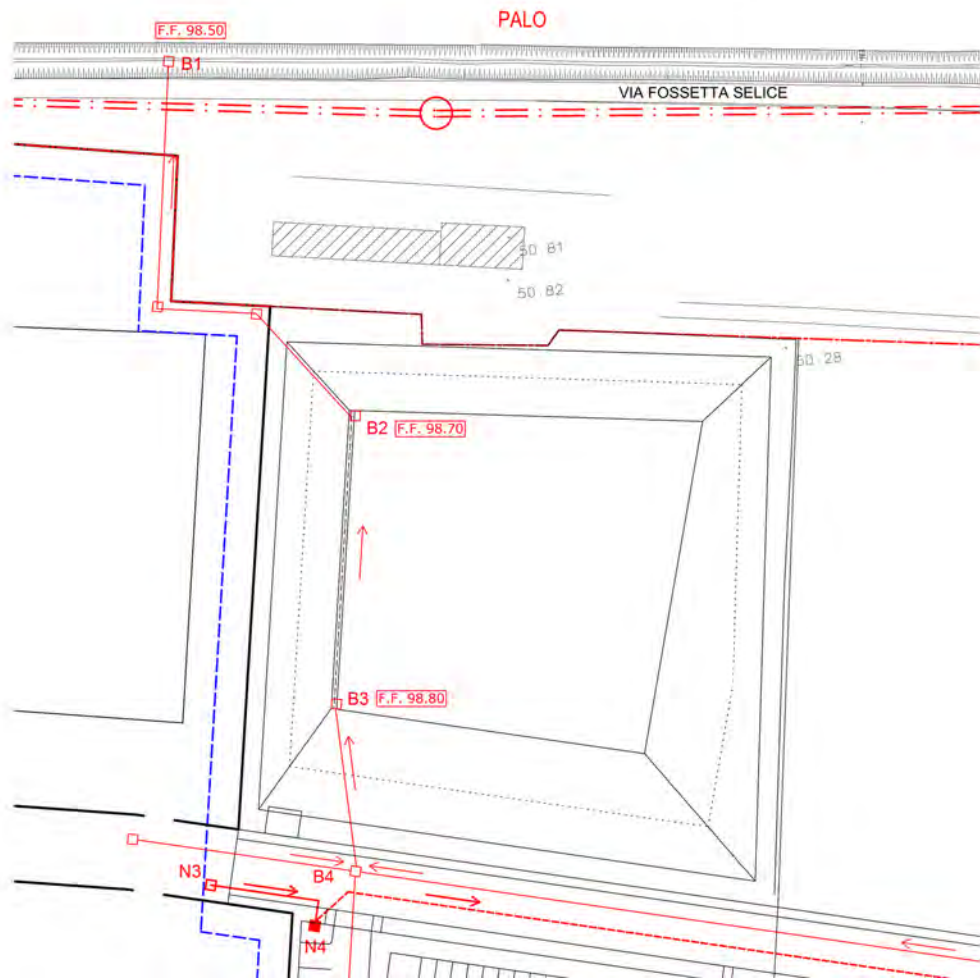 PALO
F.F. 98.50
B1
VIA FOSSETTA SELICE
50 81
50 82
50 28
B2 F.F. 98.70
B3 F.F. 98.80
N3
B4
N4